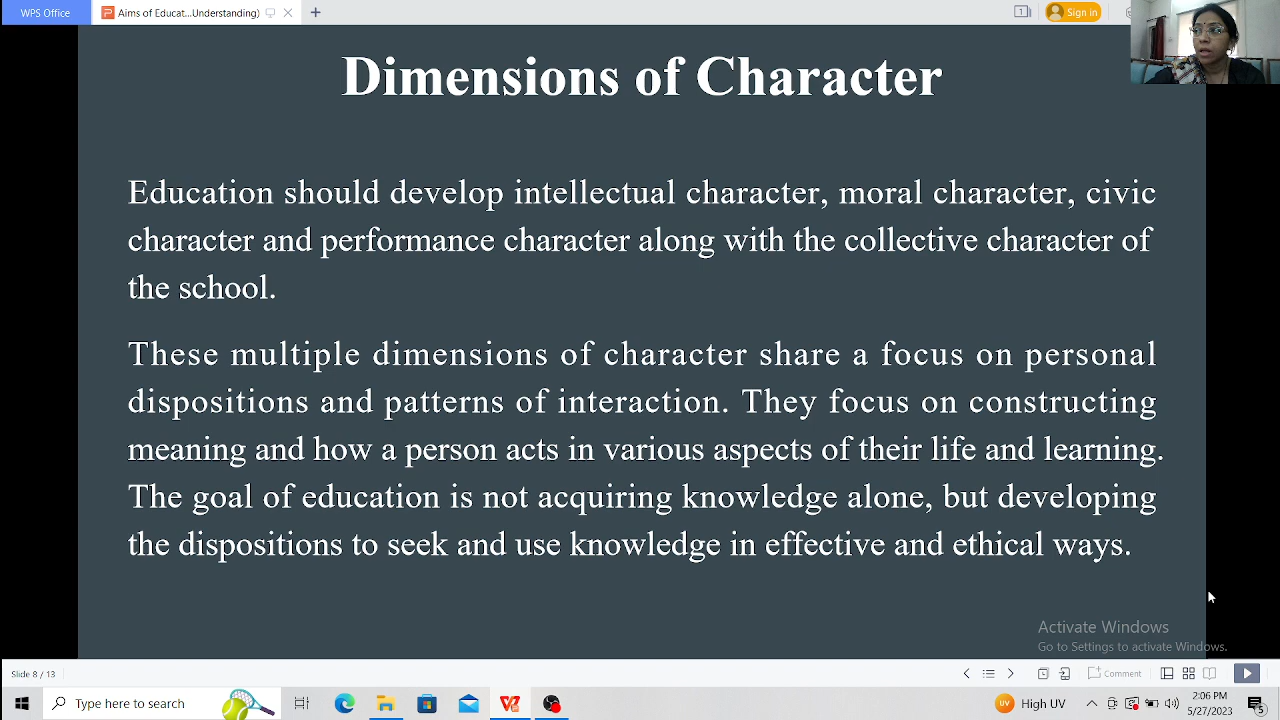 WPS Office
Aims of Educat...Understanding)
1
Sign in
Dimensions of Character
Education should develop intellectual character, moral character, civic
character and performance character along with the collective character of
the school.
These multiple dimensions of character share a focus on personal
dispositions and patterns of interaction. They focus on constructing
meaning and how a person acts in various aspects of their life and learning.
The goal of education is not acquiring knowledge alone, but developing
the dispositions to seek and use knowledge in effective and ethical ways.
Activate Windows
Go to Settings to activate Windows.
Slide 8 / 13
Comment
Type here to search
UV
High UV
2:06 PM
5/27/2023
5